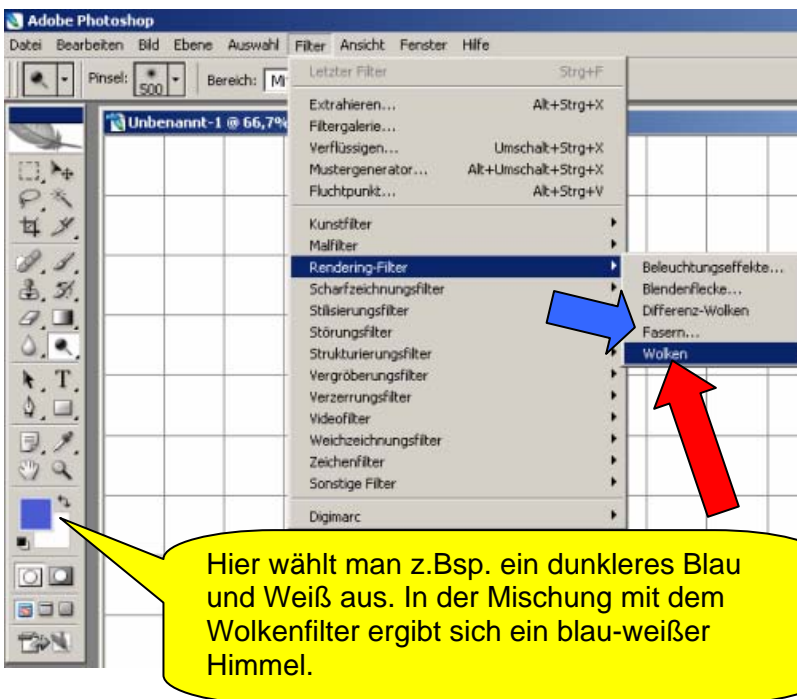 Adobe Photoshop
Datei Bearbeiten Bild Ebene Auswahl Filter Ansicht Fenster Hilfe
Pinsel: 500 Bereich: Mi
Unbenannt-1 @ 66,7%
Letzter Filter Strg+F
Extrahieren... Alt+Strg+X
Filtergalerie...
Verflüssigen... Umschalt+Strg+X
Mustergenerator... Alt+Umschalt+Strg+X
Fluchtpunkt... Alt+Strg+V
Kunstfilter
Malfilter
Rendering-Filter
Scharfzeichnungsfilter
Stilisierungsfilter
Störungsfilter
Strukturierungsfilter
Vergröberungsfilter
Verzerrungsfilter
Videofilter
Weichzeichnungsfilter
Zeichenfilter
Sonstige Filter
Digimarc
Beleuchtungseffekte...
Blendenflecke...
Differenz-Wolken
Fasern...
Wolken
T
Hier wählt man z.Bsp. ein dunkleres Blau
und Weiß aus. In der Mischung mit dem
Wolkenfilter ergibt sich ein blau-weißer
Himmel.